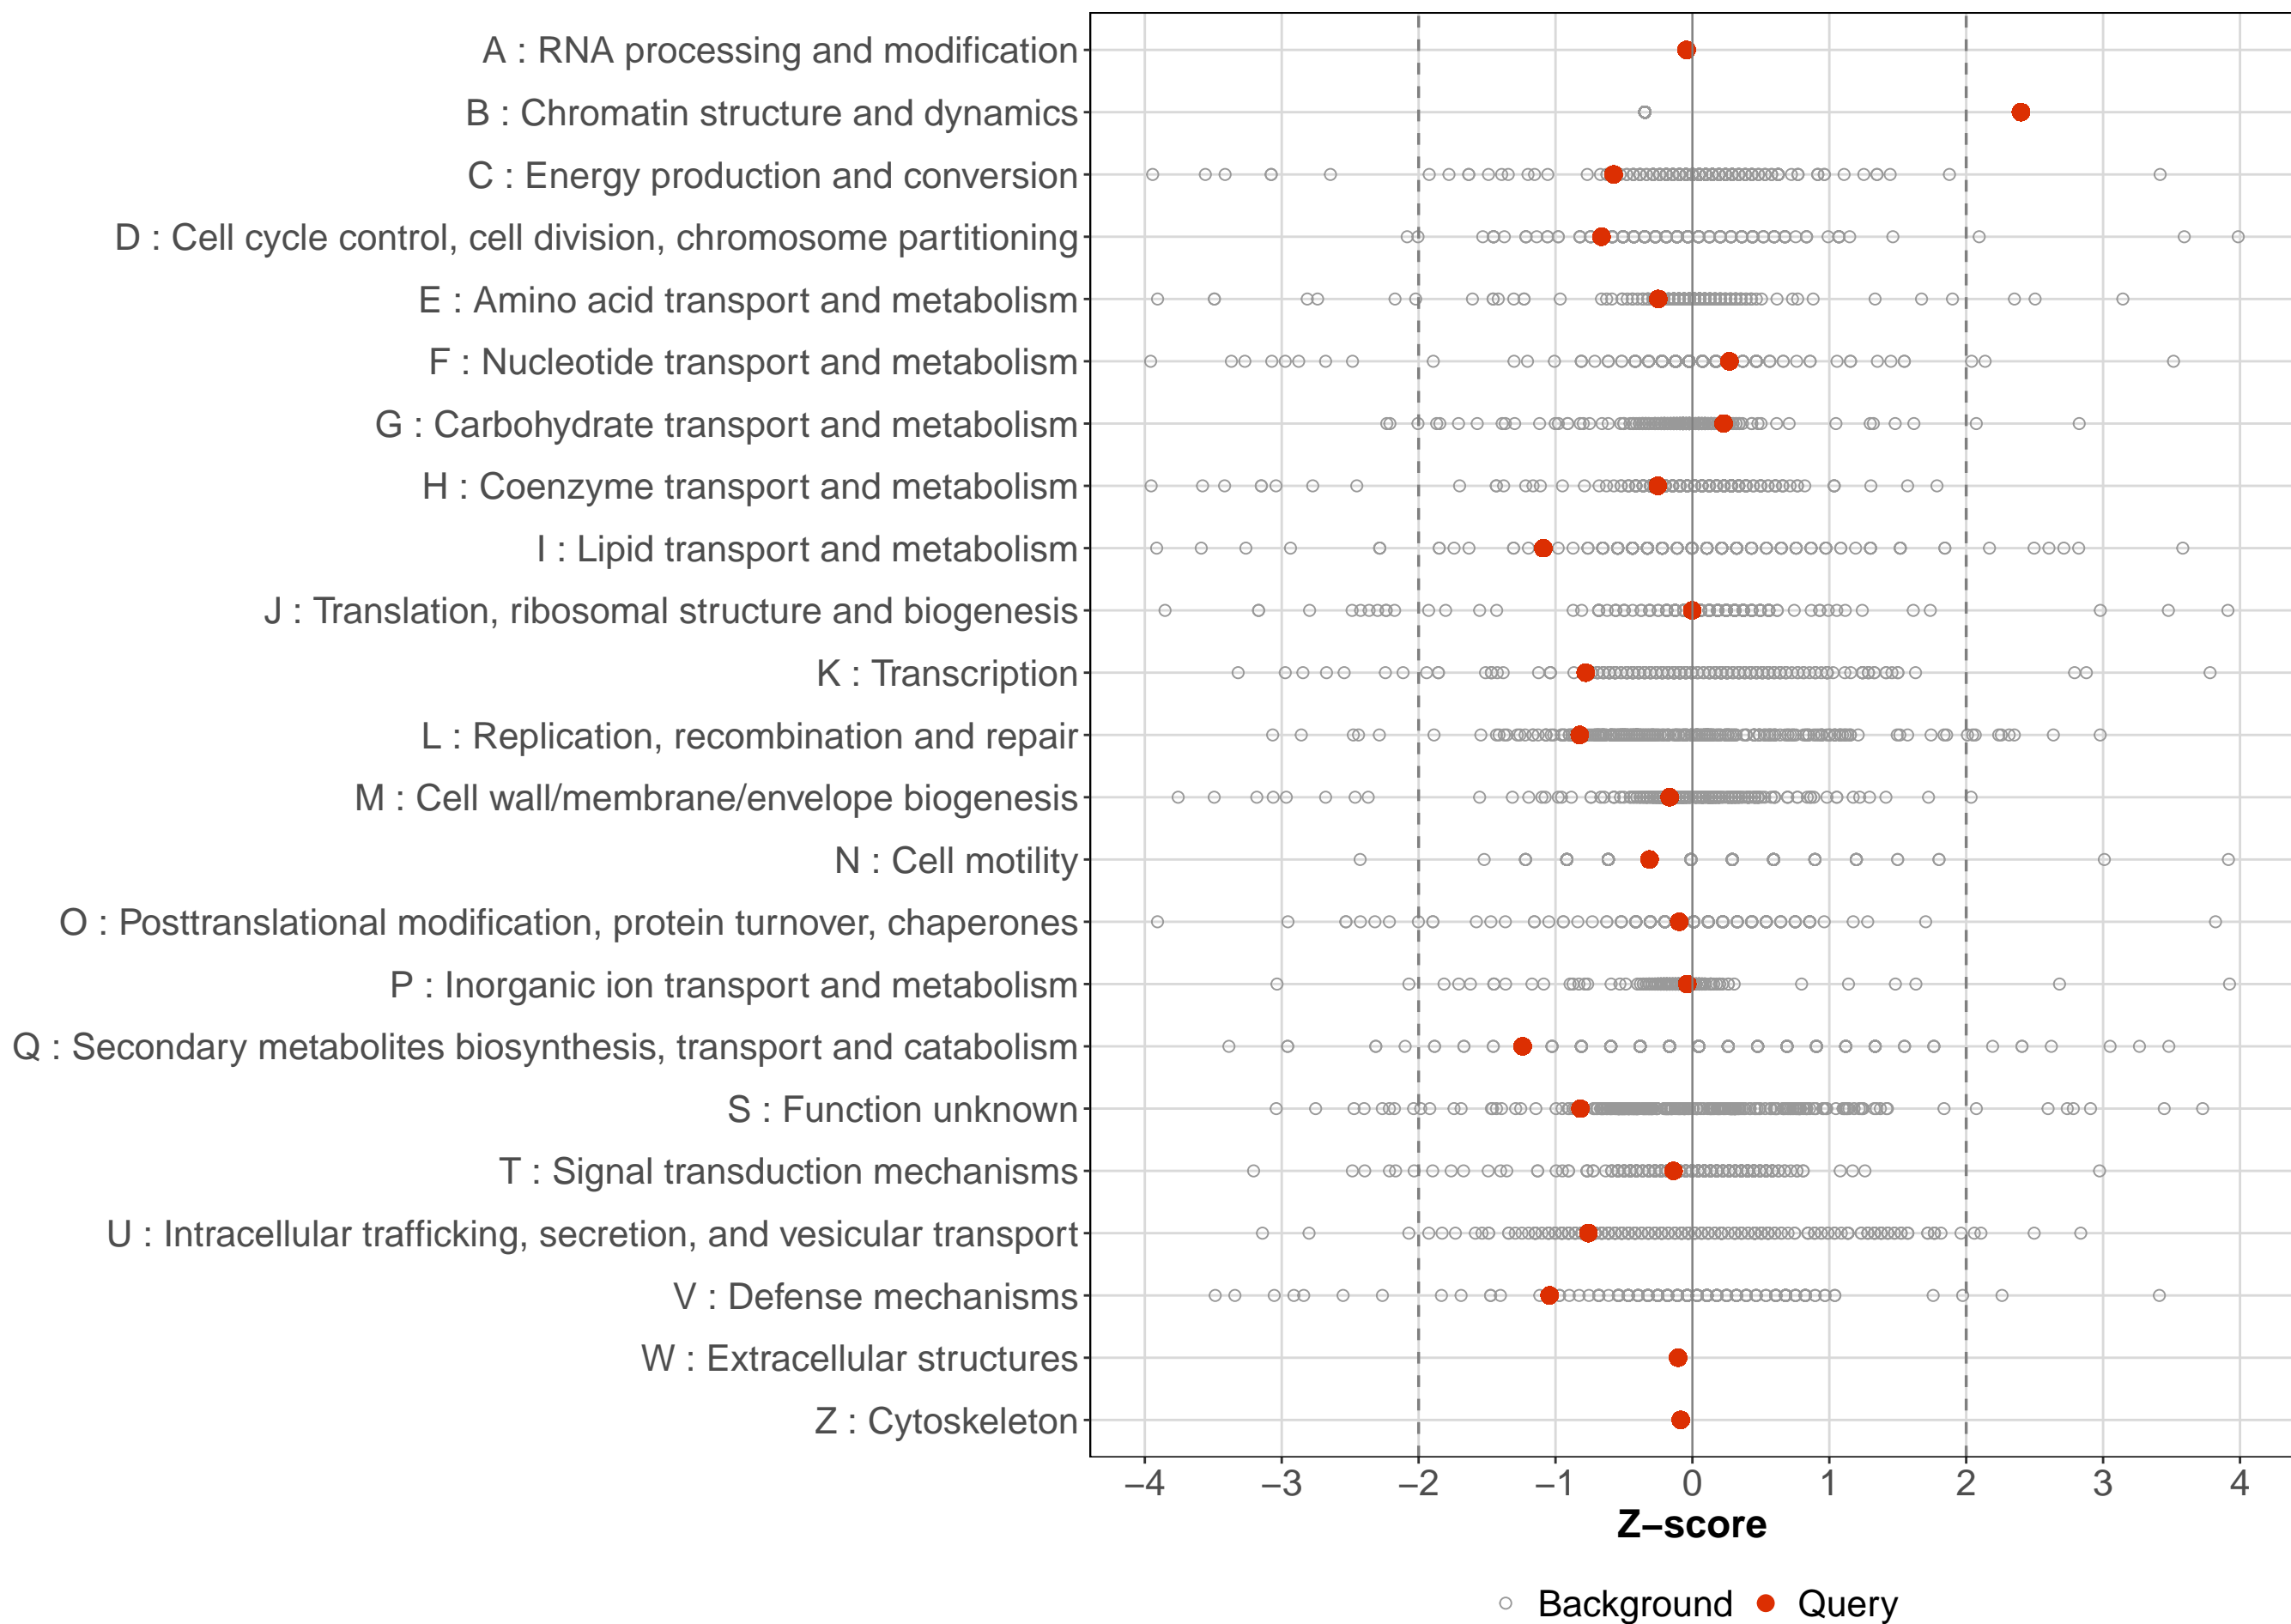 A : RNA processing and modification
B : Chromatin structure and dynamics
C : Energy production and conversion
D : Cell cycle control, cell division, chromosome partitioning
E : Amino acid transport and metabolism
F : Nucleotide transport and metabolism
G : Carbohydrate transport and metabolism
H : Coenzyme transport and metabolism
I : Lipid transport and metabolism
J : Translation, ribosomal structure and biogenesis
K : Transcription
L : Replication, recombination and repair
M : Cell wall/membrane/envelope biogenesis
N : Cell motility
O : Posttranslational modification, protein turnover, chaperones
P : Inorganic ion transport and metabolism
Q : Secondary metabolites biosynthesis, transport and catabolism
S : Function unknown
T : Signal transduction mechanisms
U : Intracellular trafficking, secretion, and vesicular transport
V : Defense mechanisms
W : Extracellular structures
Z : Cytoskeleton
−4 −3 −2 −1 0 1 2 3 4
Z−score
Background Query